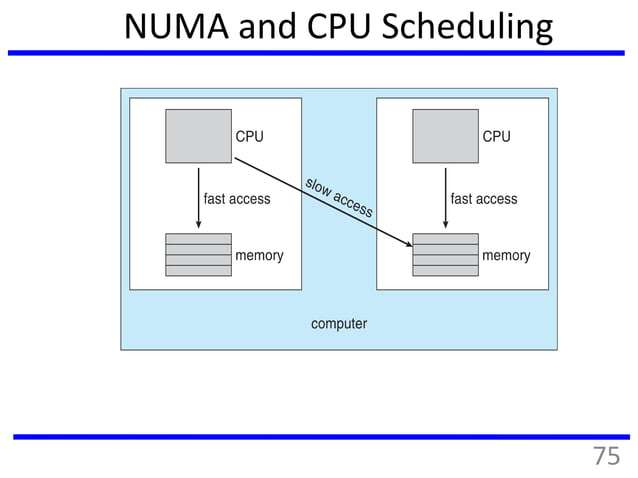 NUMA and CPU Scheduling
CPU
CPU
slow access
fast access
fast access
memory
memory
computer
75